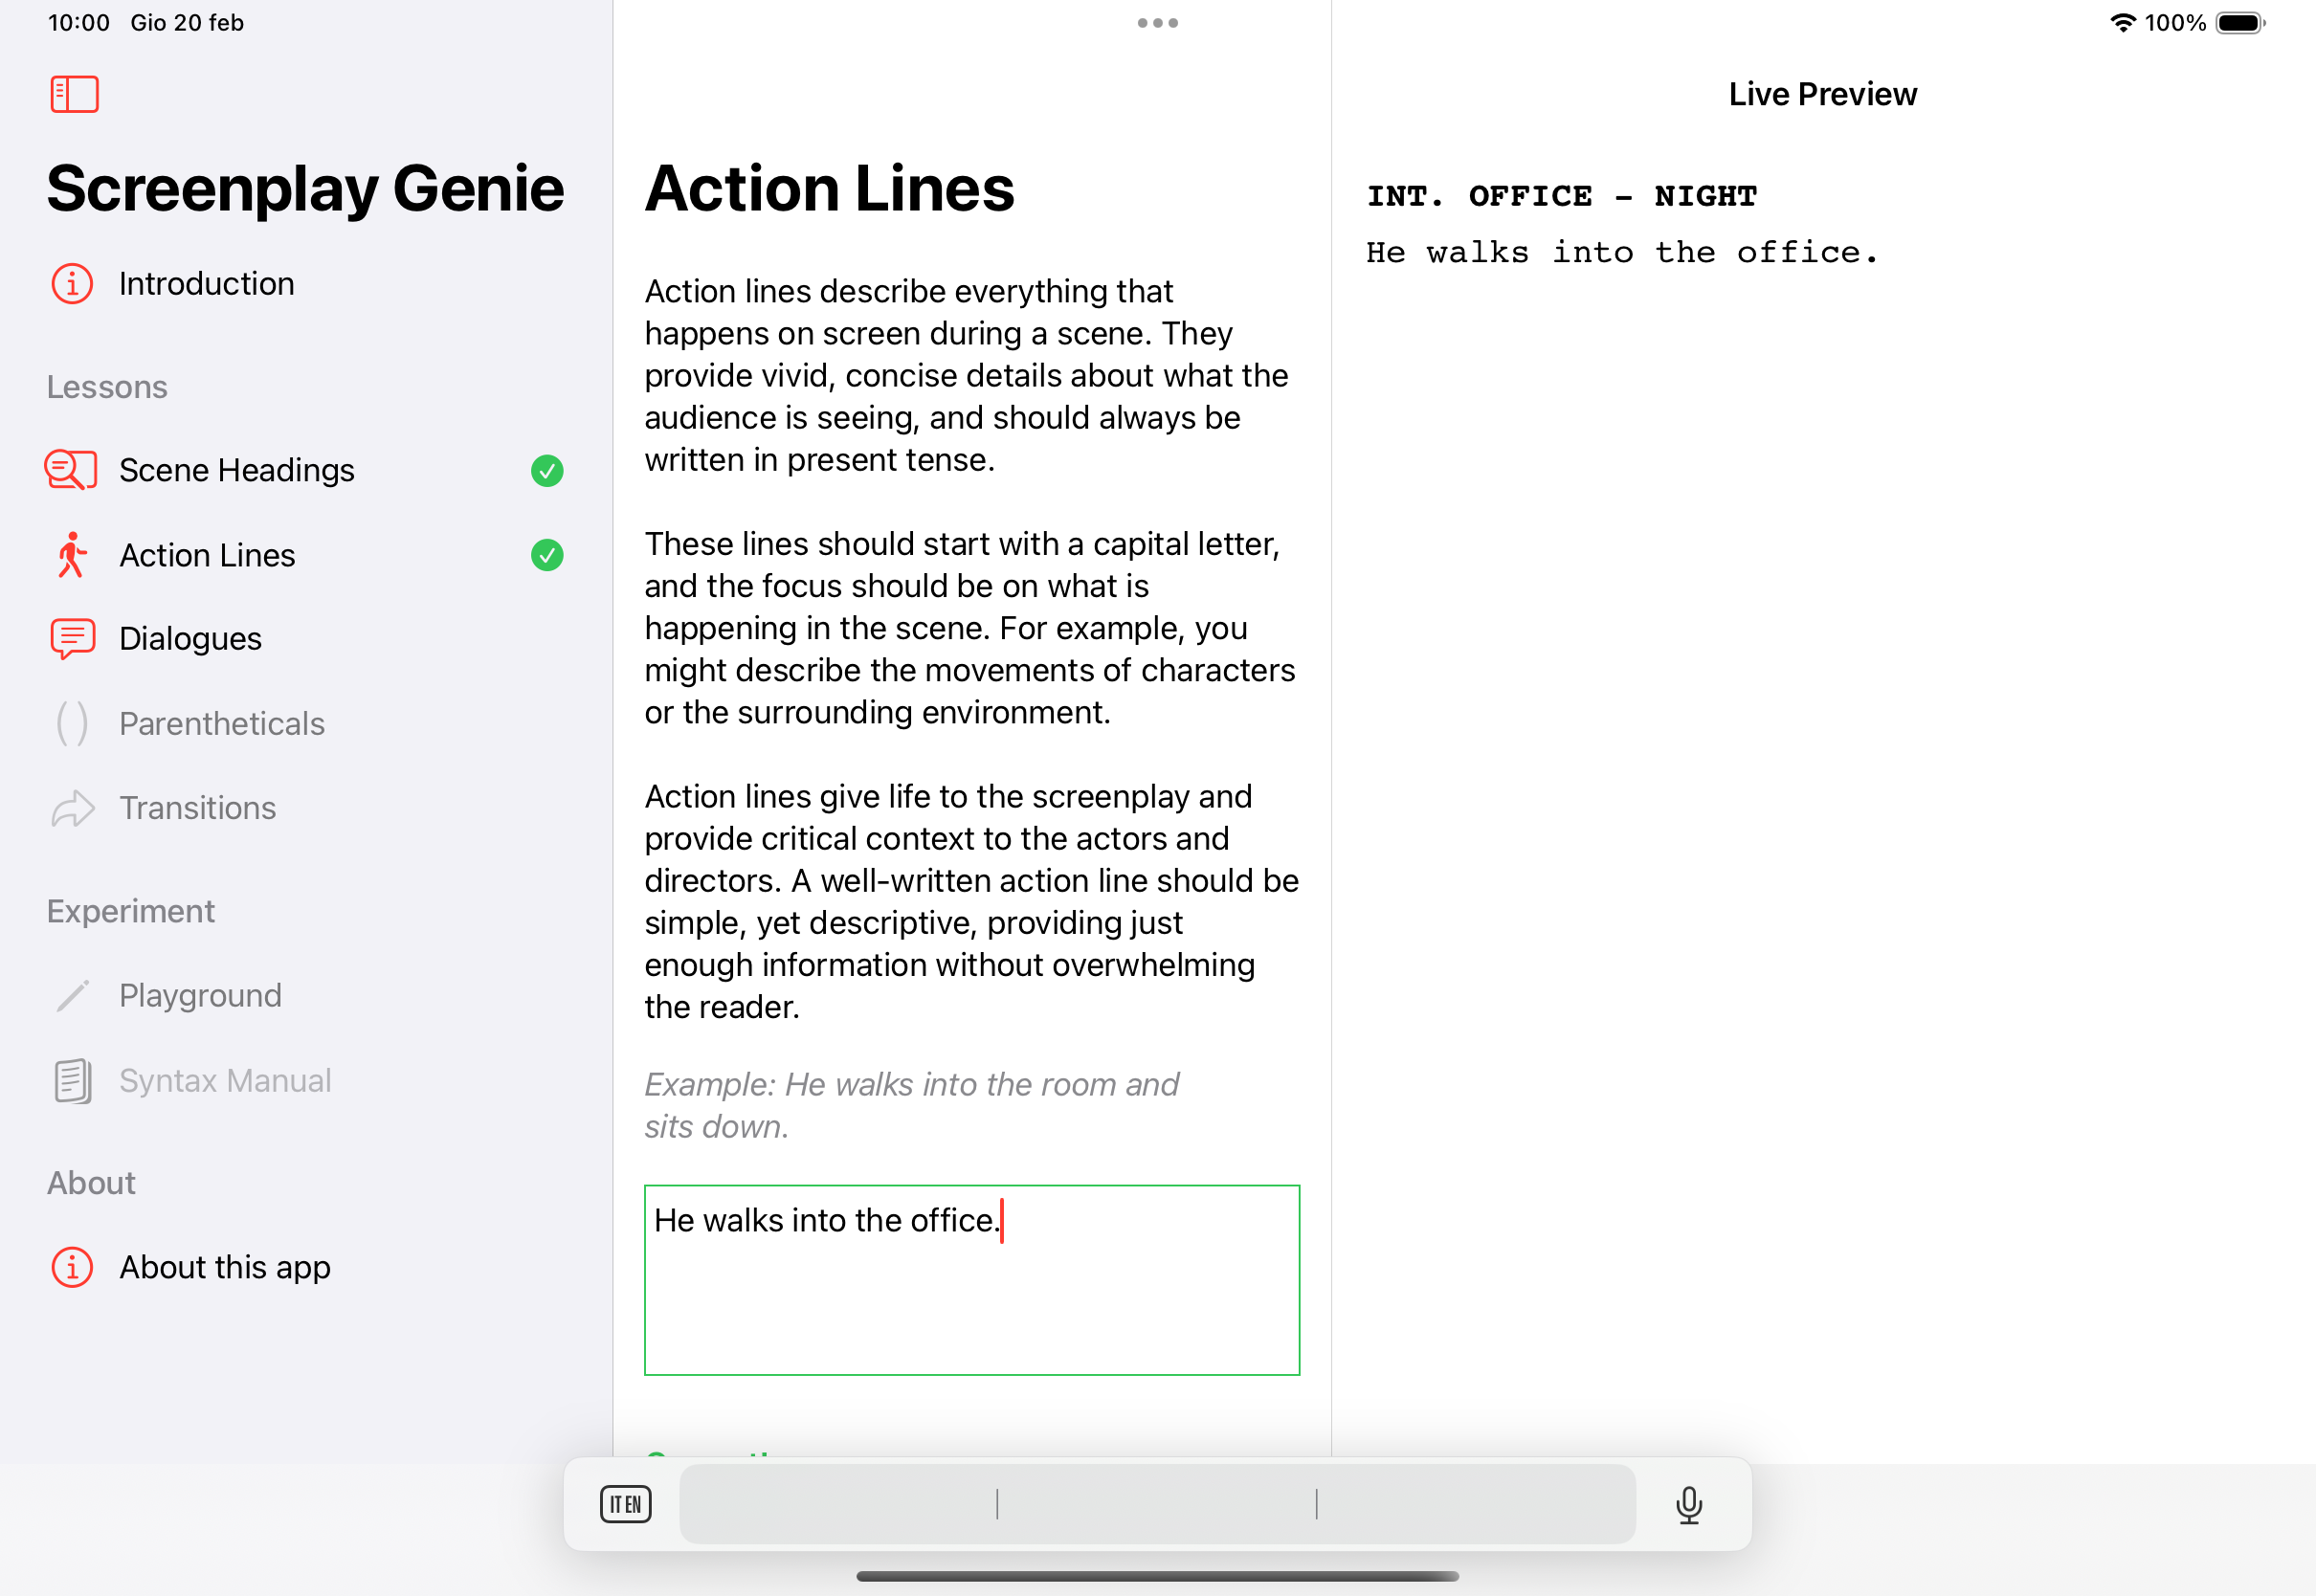 10:00 Gio 20 feb
100%
Screenplay Genie
Introduction
Lessons
Scene Headings
Action Lines
Dialogues
Parentheticals
Transitions
Experiment
Playground
Syntax Manual
About
About this app
Action Lines
Action lines describe everything that
happens on screen during a scene. They
provide vivid, concise details about what the
audience is seeing, and should always be
written in present tense.
These lines should start with a capital letter,
and the focus should be on what is
happening in the scene. For example, you
might describe the movements of characters
or the surrounding environment.
Action lines give life to the screenplay and
provide critical context to the actors and
directors. A well-written action line should be
simple, yet descriptive, providing just
enough information without overwhelming
the reader.
Example: He walks into the room and
sits down.
He walks into the office.
Live Preview
INT. OFFICE - NIGHT
He walks into the office.
IT EN